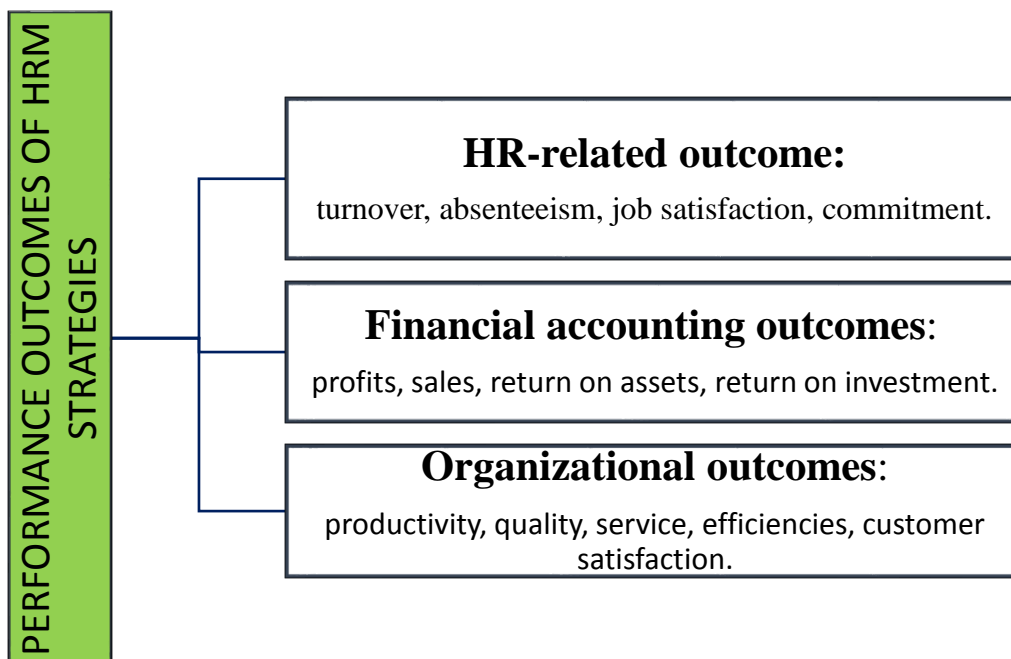 PERFORMANCE OUTCOMES OF HRM
STRATEGIES
HR-related outcome:
turnover, absenteeism, job satisfaction, commitment.
Financial accounting outcomes:
profits, sales, return on assets, return on investment.
Organizational outcomes:
productivity, quality, service, efficiencies, customer
satisfaction.